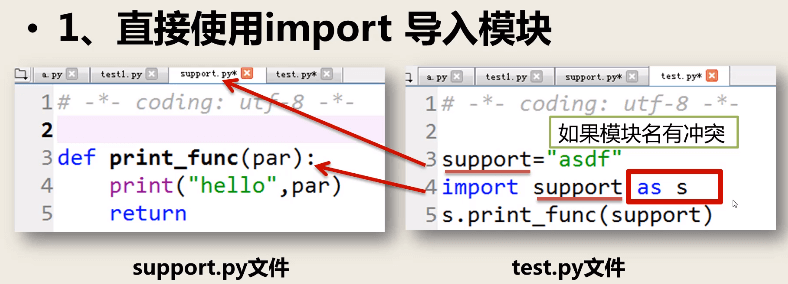 • 1、直接使用import 导入模块
a.py test1.py support.py* test.py*
1 # -*- coding: utf-8 -*-
2
3 def print_func(par):
4 print("hello",par)
5 return
support.py文件
a.py test1.py support.py* test.py*
1 # -*- coding: utf-8 -*-
2 如果模块名有冲突
3 support="asdf"
4 import support as s
5 s.print_func(support)
test.py文件